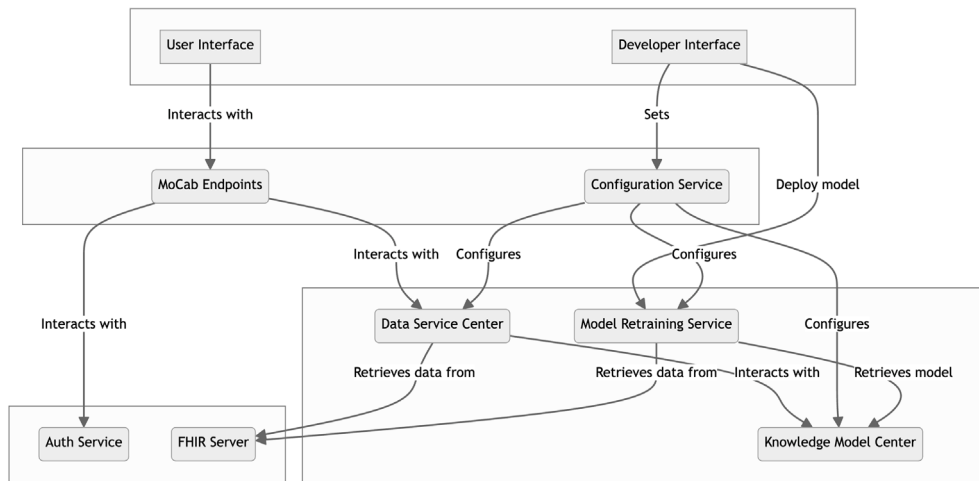 User Interface
Developer Interface
Interacts with
Sets
MoCab Endpoints
Configuration Service
Deploy model
Interacts with
Configures
Configures
Interacts with
Data Service Center
Model Retraining Service
Configures
Retrieves data from
Retrieves data from
Interacts with
Retrieves model
Auth Service
FHIR Server
Knowledge Model Center